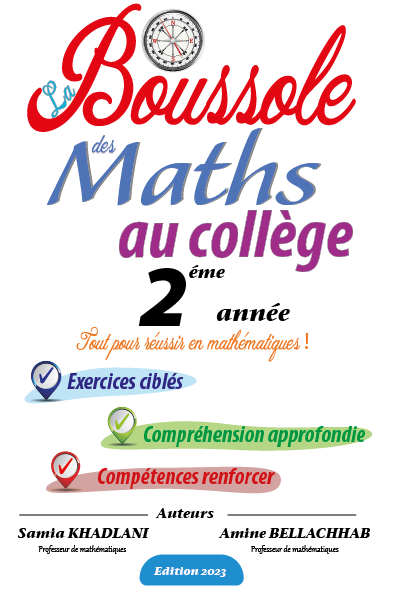 La Boussole
des
Maths
au collège
2éme année
Tout pour réussir en mathématiques !
Exercices ciblés
Compréhension approfondie
Compétences renforcer
Auteurs
Samia KHADLANI
Amine BELLACHHAB
Professeur de mathématiques
Professeur de mathématiques
Edition 2023